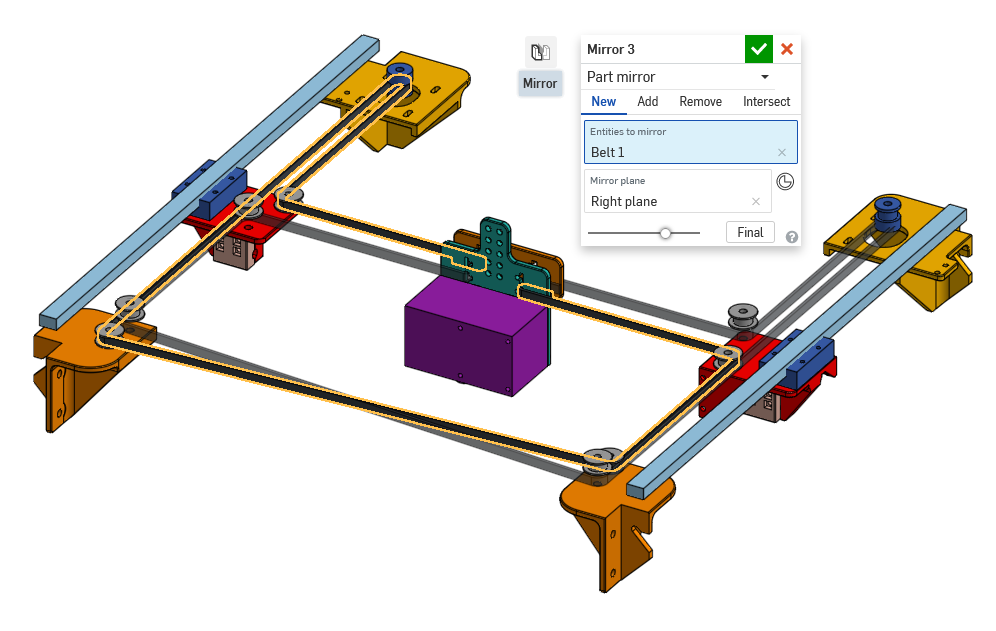 Mirror
Mirror 3
Part mirror
New Add Remove Intersect
Entities to mirror
Belt 1
Mirror plane
Right plane
Final